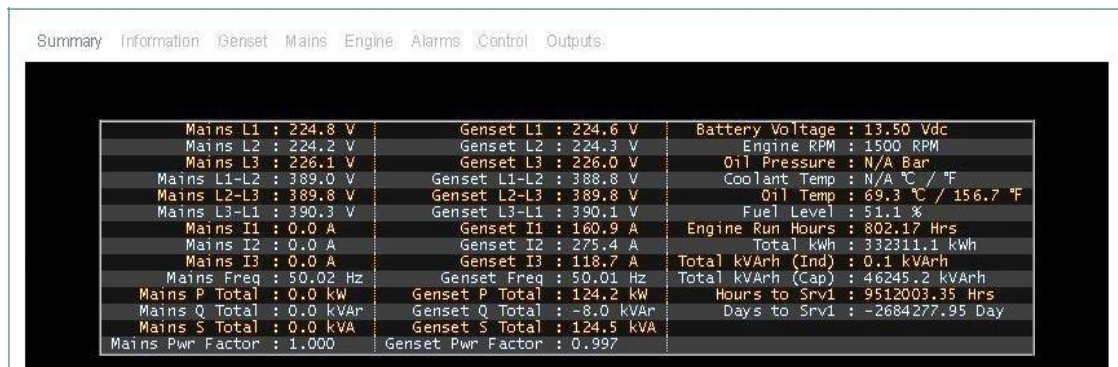 Summary Information Genset Mains Engine Alarms Control Outputs
Mains L1 : 224.8 V Genset L1 : 224.6 V Battery Voltage : 13.50 Vdc
Mains L2 : 224.2 V Genset L2 : 224.3 V Engine RPM : 1500 RPM
Mains L3 : 226.1 V Genset L3 : 226.0 V Oil Pressure : N/A Bar
Mains L1-L2 : 389.0 V Genset L1-L2 : 388.8 V Coolant Temp : N/A ℃ / ℉
Mains L2-L3 : 389.8 V Genset L2-L3 : 389.8 V Oil Temp : 69.3 ℃ / 156.7 ℉
Mains L3-L1 : 390.3 V Genset L3-L1 : 390.1 V Fuel Level : 51.1 %
Mains I1 : 0.0 A Genset I1 : 160.9 A Engine Run Hours : 802.17 Hrs
Mains I2 : 0.0 A Genset I2 : 275.4 A Total kWh : 332311.1 kWh
Mains I3 : 0.0 A Genset I3 : 118.7 A Total kVArh (Ind) : 0.1 kVArh
Mains Freq : 50.02 Hz Genset Freq : 50.01 Hz Total kVArh (Cap) : 46245.2 kVArh
Mains P Total : 0.0 kW Genset P Total : 124.2 kW Hours to Srv1 : 9512003.35 Hrs
Mains Q Total : 0.0 kVAr Genset Q Total : -8.0 kVAr Days to Srv1 : -2684277.95 Day
Mains S Total : 0.0 kVA Genset S Total : 124.5 kVA
Mains Pwr Factor : 1.000 Genset Pwr Factor : 0.997